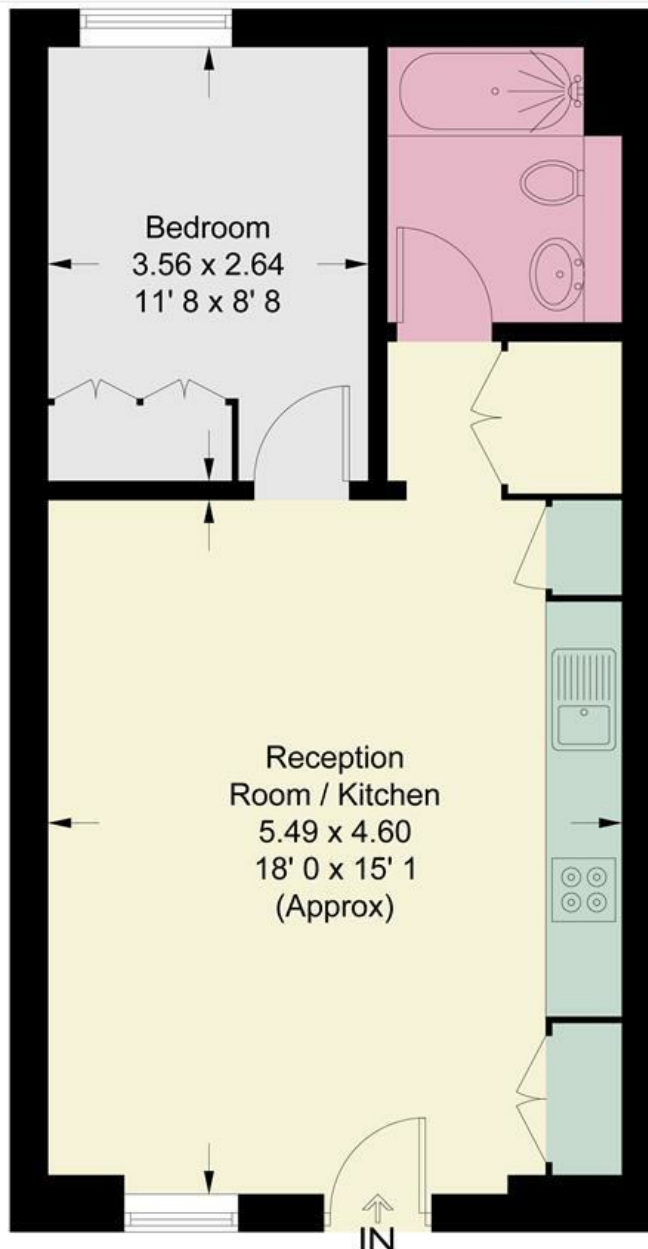 Bedroom
3.56 x 2.64
11' 8 x 8' 8
Reception
Room / Kitchen
5.49 x 4.60
18' 0 x 15' 1
(Approx)
IN